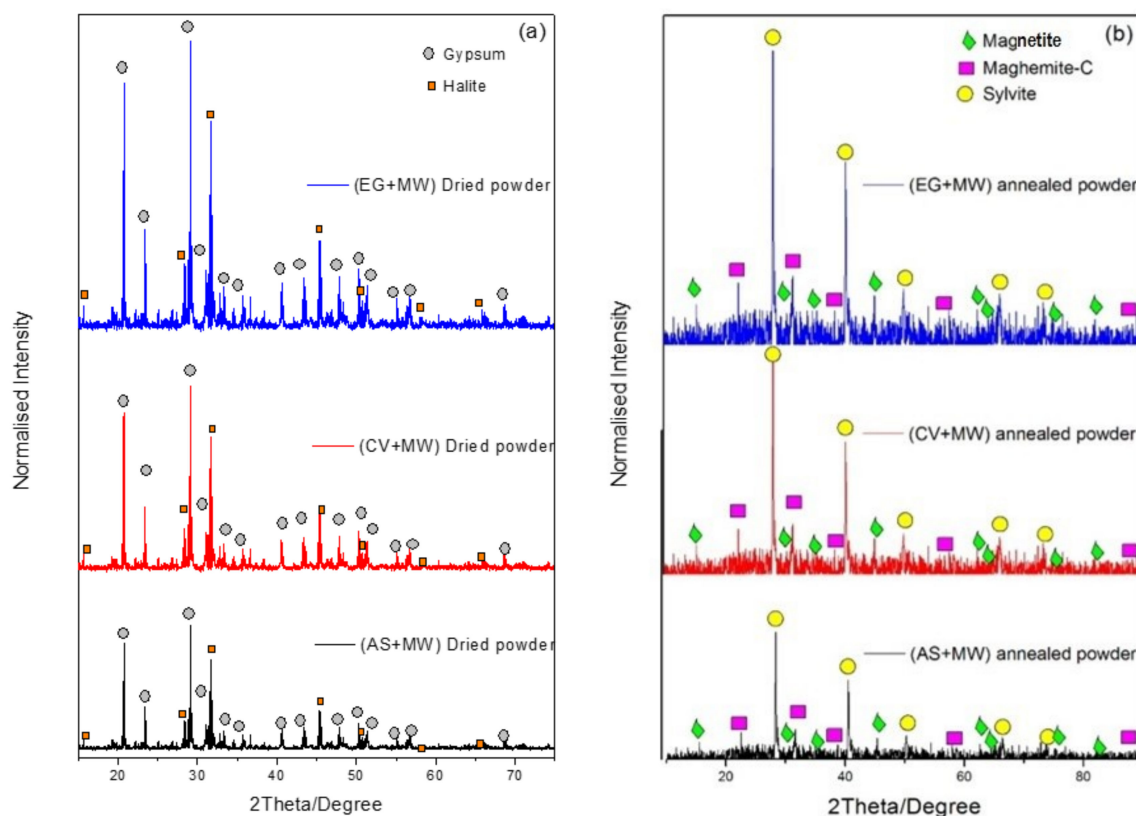 (a)
Gypsum
Halite
(EG+MW) Dried powder
(CV+MW) Dried powder
(AS+MW) Dried powder
Normalised Intensity
20 30 40 50 60 70
2Theta/Degree
(b)
Magnetite
Maghemite-C
Sylvite
(EG+MW) annealed powder
(CV+MW) annealed powder
(AS+MW) annealed powder
Normalised Intensity
20 40 60 80
2Theta/Degree